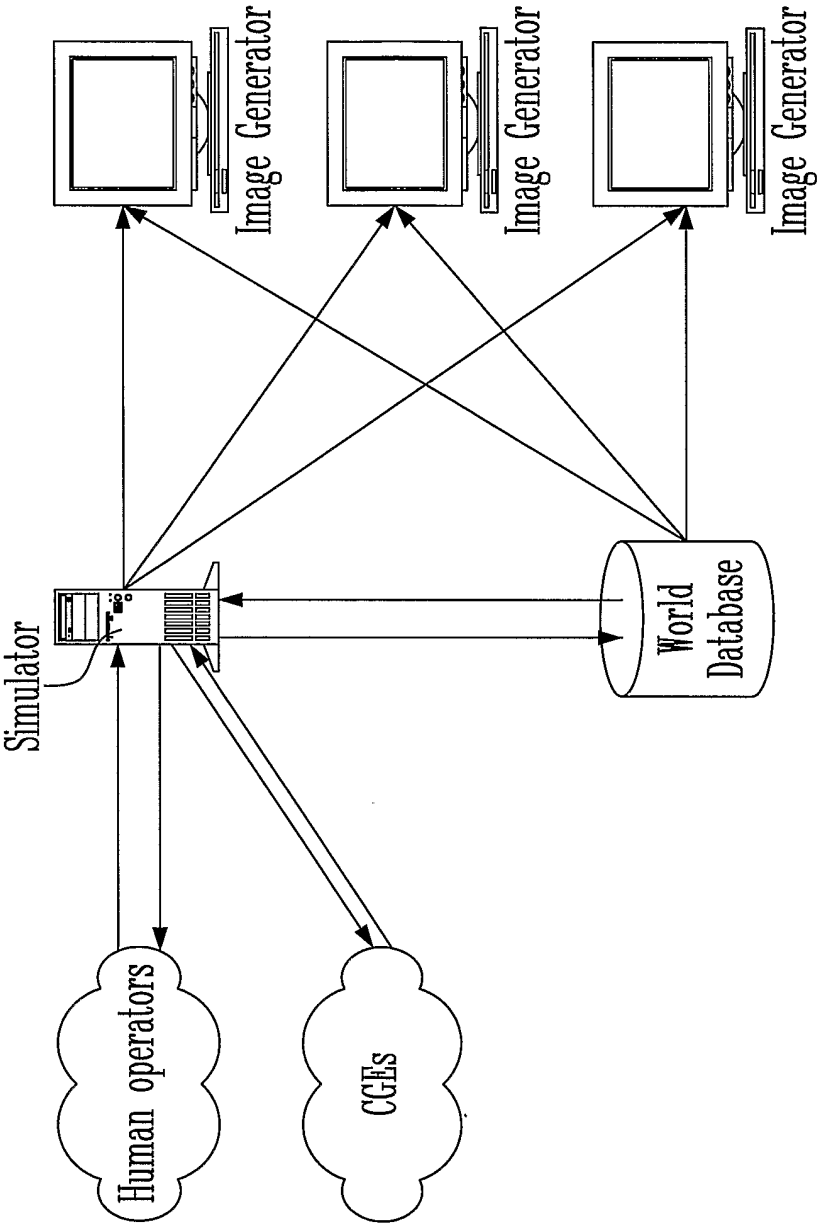 Simulator
Human operators
CGEs
World
Database
Image Generator
Image Generator
Image Generator